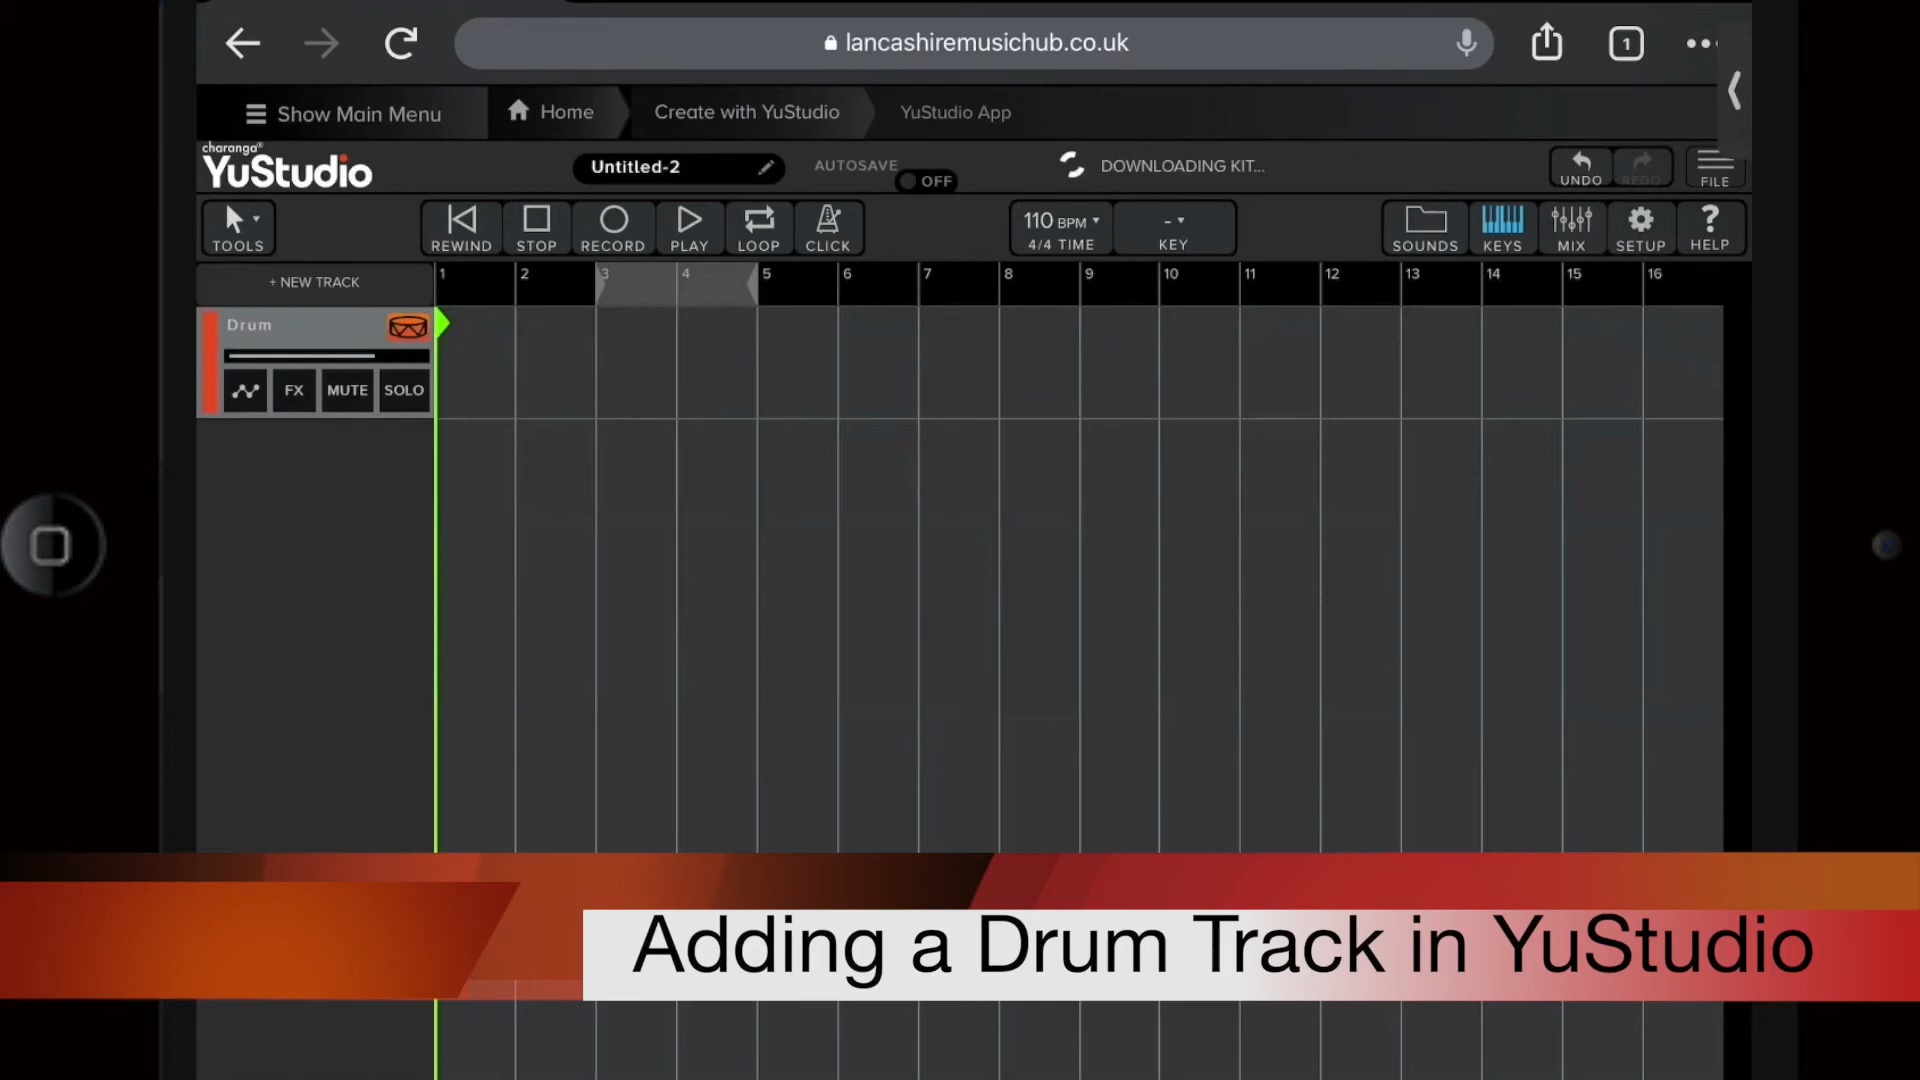 lancashiremusichub.co.uk
1
Show Main Menu
Home
Create with YuStudio
YuStudio App
charanga®
YuStudio
Untitled-2
AUTOSAVE
OFF
DOWNLOADING KIT...
UNDO
REDO
FILE
TOOLS
REWIND
STOP
RECORD
PLAY
LOOP
CLICK
110 BPM
4/4 TIME
-
KEY
SOUNDS
KEYS
MIX
SETUP
?
HELP
+ NEW TRACK
1 2 3 4 5 6 7 8 9 10 11 12 13 14 15 16
Drum
FX
MUTE
SOLO
Adding a Drum Track in YuStudio